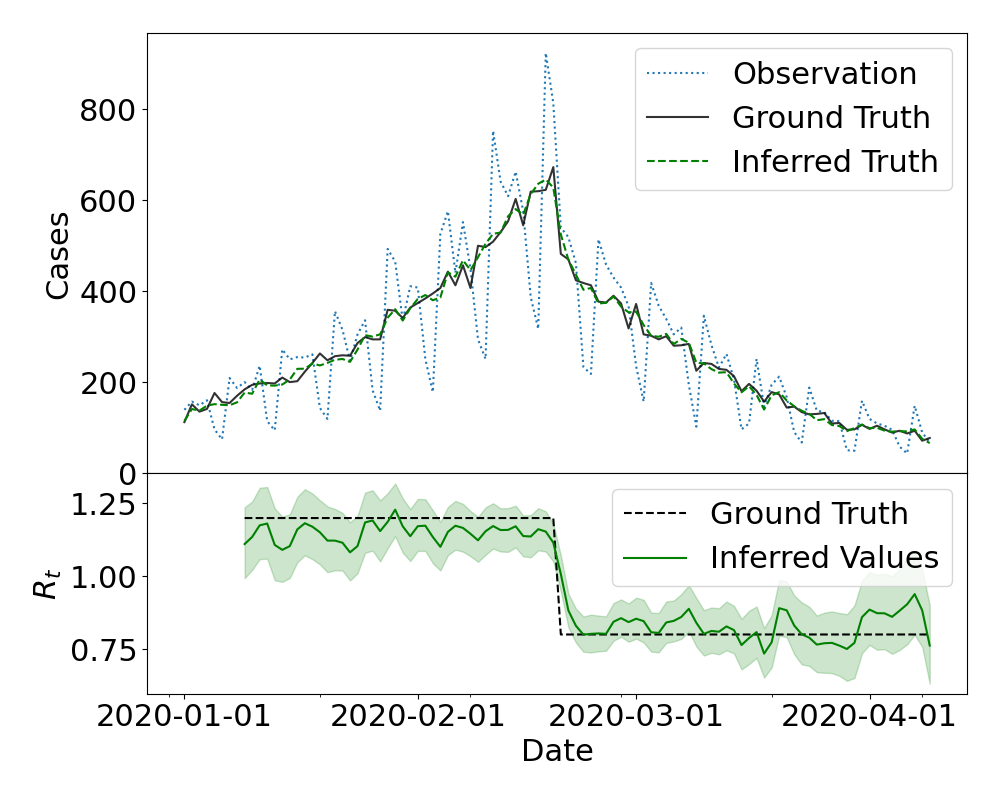 Cases
800
600
400
200
0
Observation
Ground Truth
Inferred Truth
R_t
1.25
1.00
0.75
Ground Truth
Inferred Values
2020-01-01 2020-02-01 2020-03-01 2020-04-01
Date